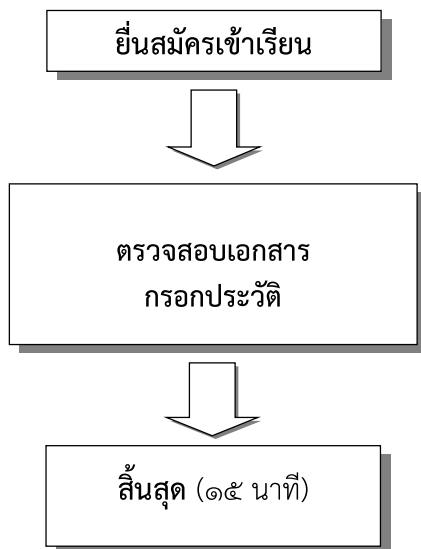 ยื่นสมัครเข้าเรียน
ตรวจสอบเอกสาร
กรอกประวัติ
สิ้นสุด (๑๕ นาที)